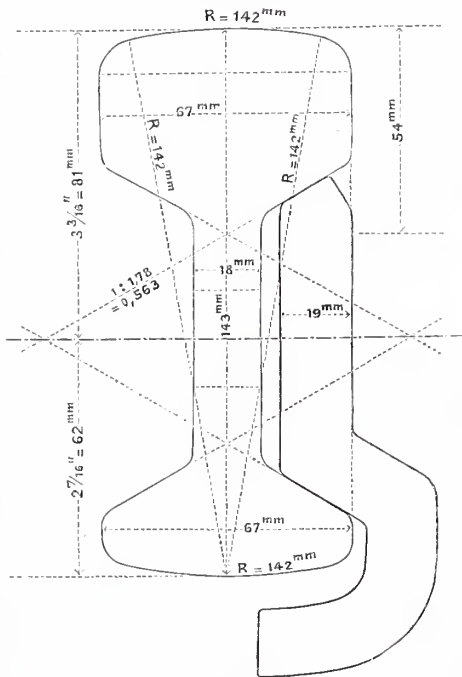 R = 142mm
67mm
R = 142mm
R = 142mm
54mm
3 3/16" = 81mm
1 : 1,78
= 0,563
18mm
143mm
19mm
2 7/16" = 62mm
67mm
R = 142mm